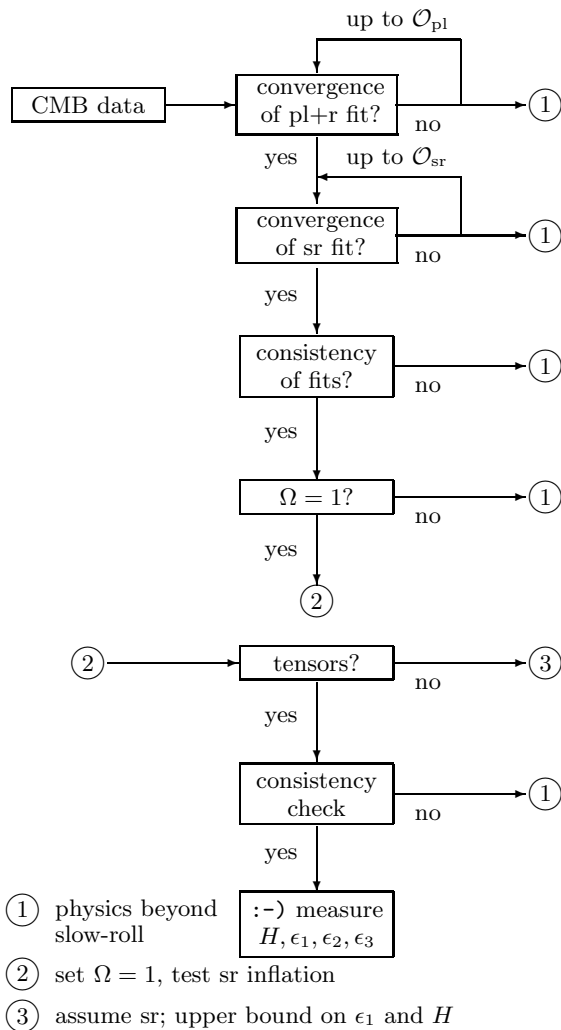 up to 𝒪pl
CMB data
convergence
of pl+r fit?
no
1
yes
up to 𝒪sr
convergence
of sr fit?
no
1
yes
consistency
of fits?
no
1
yes
Ω = 1?
no
1
yes
2
2
tensors?
no
3
yes
consistency
check
no
1
yes
:-) measure
H, ϵ1, ϵ2, ϵ3
1 physics beyond
slow-roll
2 set Ω = 1, test sr inflation
3 assume sr; upper bound on ϵ1 and H